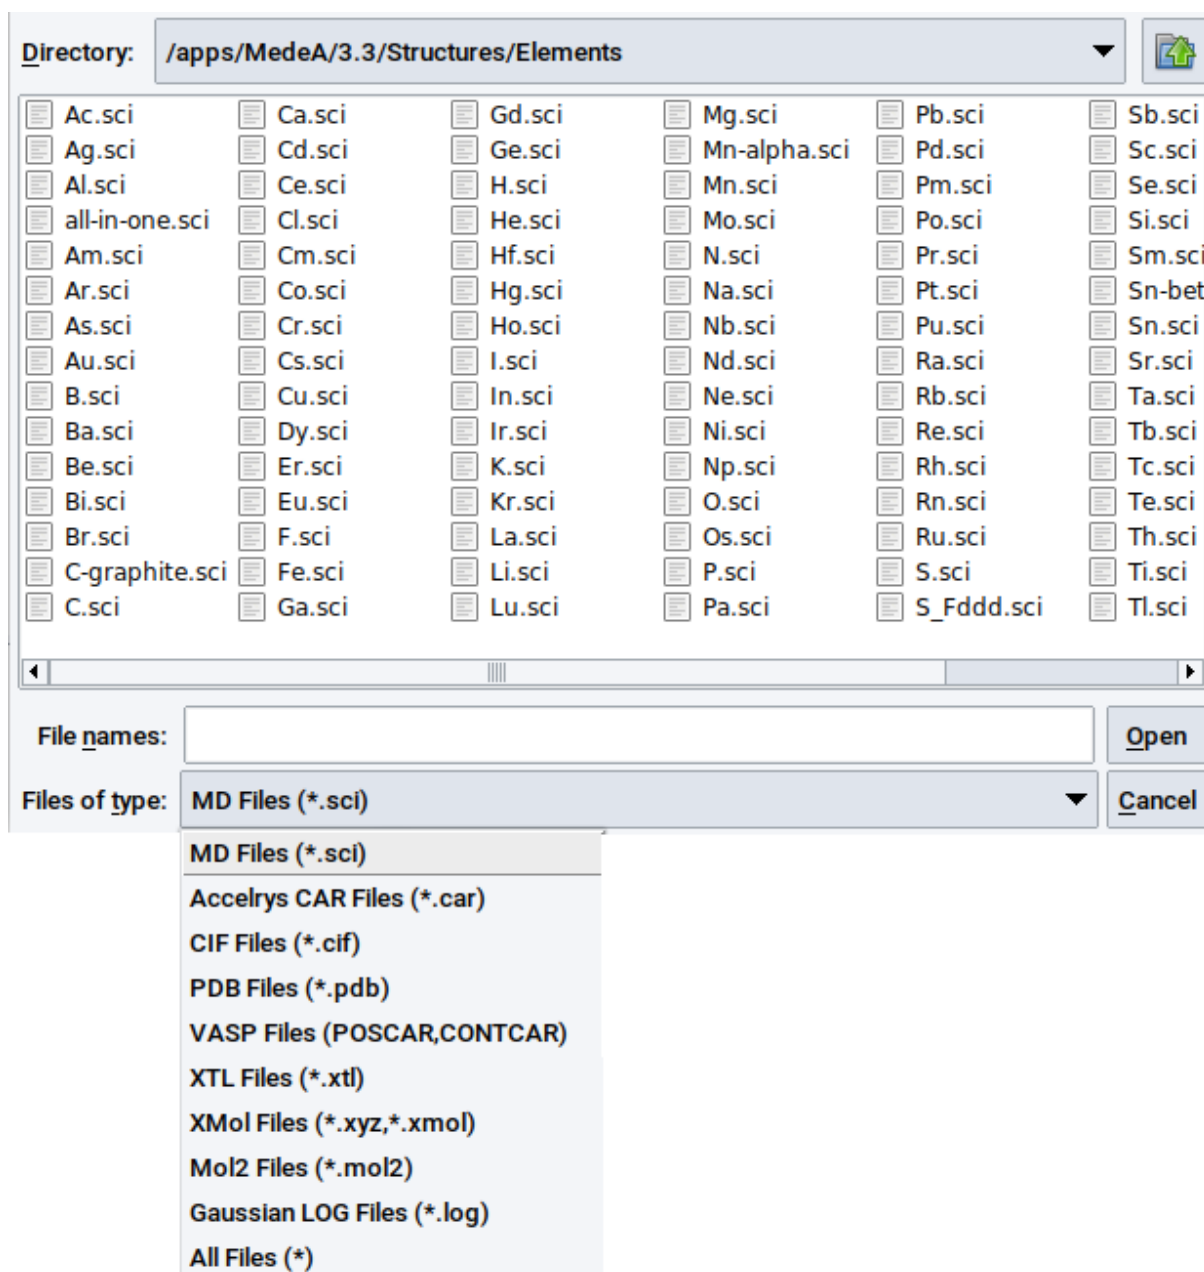 Directory: /apps/MedeA/3.3/Structures/Elements
Ac.sci Ca.sci Gd.sci Mg.sci Pb.sci Sb.sci
Ag.sci Cd.sci Ge.sci Mn-alpha.sci Pd.sci Sc.sci
Al.sci Ce.sci H.sci Mn.sci Pm.sci Se.sci
all-in-one.sci Cl.sci He.sci Mo.sci Po.sci Si.sci
Am.sci Cm.sci Hf.sci N.sci Pr.sci Sm.sci
Ar.sci Co.sci Hg.sci Na.sci Pt.sci Sn-bet
As.sci Cr.sci Ho.sci Nb.sci Pu.sci Sn.sci
Au.sci Cs.sci I.sci Nd.sci Ra.sci Sr.sci
B.sci Cu.sci In.sci Ne.sci Rb.sci Ta.sci
Ba.sci Dy.sci Ir.sci Ni.sci Re.sci Tb.sci
Be.sci Er.sci K.sci Np.sci Rh.sci Tc.sci
Bi.sci Eu.sci Kr.sci O.sci Rn.sci Te.sci
Br.sci F.sci La.sci Os.sci Ru.sci Th.sci
C-graphite.sci Fe.sci Li.sci P.sci S.sci Ti.sci
C.sci Ga.sci Lu.sci Pa.sci S_Fddd.sci Tl.sci
File names: Open
Files of type: MD Files (*.sci) Cancel
MD Files (*.sci)
Accelrys CAR Files (*.car)
CIF Files (*.cif)
PDB Files (*.pdb)
VASP Files (POSCAR,CONTCAR)
XTL Files (*.xtl)
XMol Files (*.xyz,*.xmol)
Mol2 Files (*.mol2)
Gaussian LOG Files (*.log)
All Files (*)